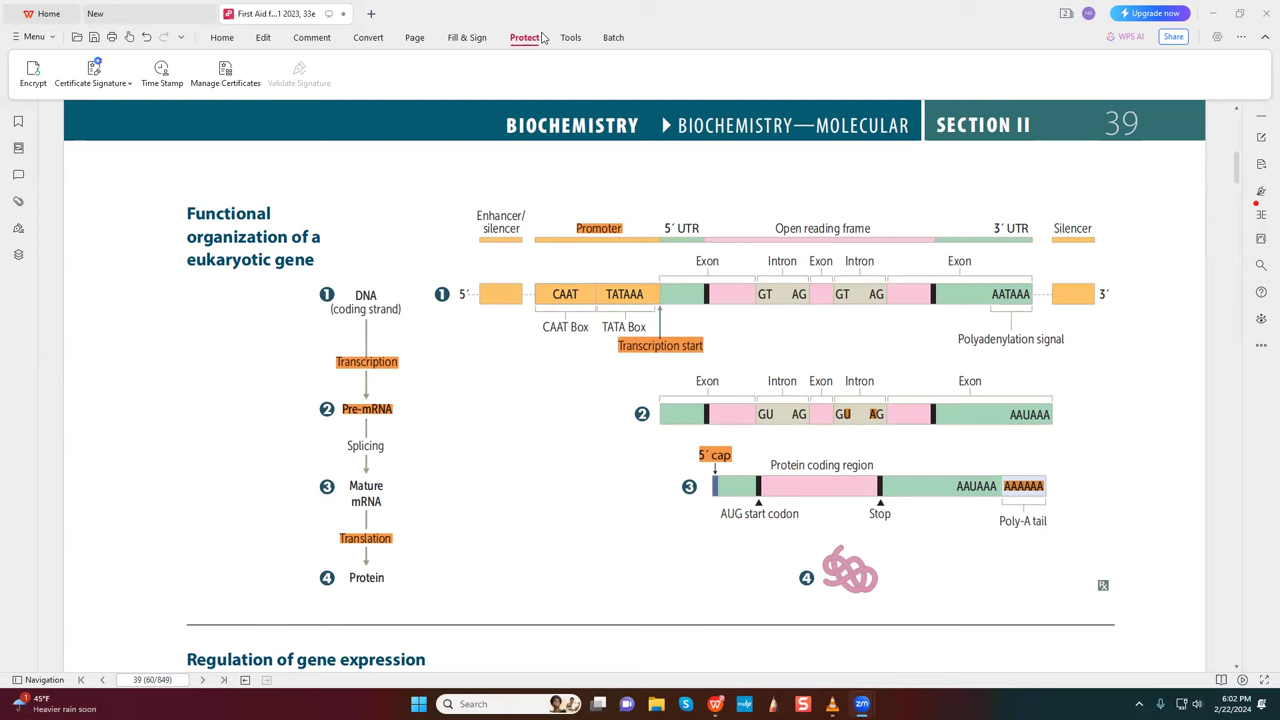 Home
New
First Aid f...1 2023, 33e
2
Upgrade now
Menu
Home
Edit
Comment
Convert
Page
Fill & Sign
Protect
Tools
Batch
WPS AI
Share
Encrypt
Certificate Signature
Time Stamp
Manage Certificates
Validate Signature
BIOCHEMISTRY ▶ BIOCHEMISTRY—MOLECULAR
SECTION II
39
Functional
organization of a
eukaryotic gene
Enhancer/
silencer
Promoter
5′ UTR
Open reading frame
3′ UTR
Silencer
Exon
Intron
Exon
Intron
Exon
1 DNA
(coding strand)
1 5′
CAAT
TATAAA
GT AG
GT AG
AATAAA
3′
CAAT Box
TATA Box
Transcription start
Polyadenylation signal
Transcription
Exon
Intron
Exon
Intron
Exon
2 Pre-mRNA
2
GU AG
GU AG
AAUAAA
Splicing
5′ cap
Protein coding region
3 Mature
mRNA
3
AAUAAA
AAAAAA
AUG start codon
Stop
Poly-A tail
Translation
4 Protein
4
Rx
Regulation of gene expression
Navigation
39 (60/849)
1
45°F
Heavier rain soon
Search
zm
6:02 PM
2/22/2024